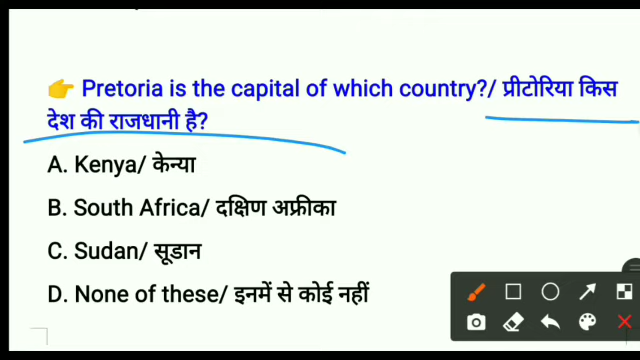 👉 Pretoria is the capital of which country?/ प्रीटोरिया किस
देश की राजधानी है?
A. Kenya/ केन्या
B. South Africa/ दक्षिण अफ्रीका
C. Sudan/ सूडान
D. None of these/ इनमें से कोई नहीं